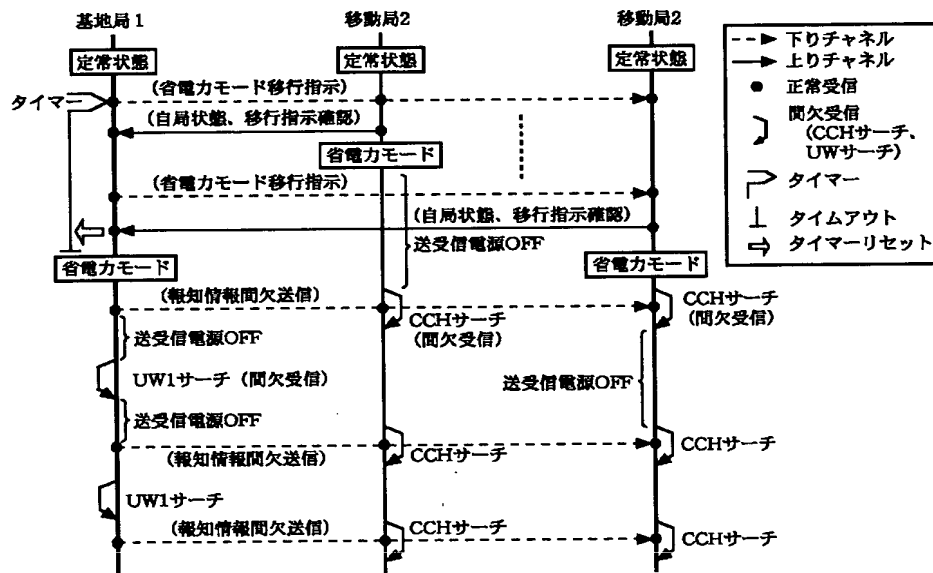 基地局1
移動局2
移動局2
定常状態
定常状態
定常状態
タイマー
(省電力モード移行指示)
(自局状態、移行指示確認)
省電力モード
(省電力モード移行指示)
(自局状態、移行指示確認)
送受信電源OFF
省電力モード
省電力モード
(報知情報間欠送信)
CCHサーチ
(間欠受信)
CCHサーチ
(間欠受信)
送受信電源OFF
UW1サーチ(間欠受信)
送受信電源OFF
送受信電源OFF
(報知情報間欠送信)
CCHサーチ
CCHサーチ
UW1サーチ
(報知情報間欠送信)
CCHサーチ
CCHサーチ
下りチャネル
上りチャネル
正常受信
間欠受信
(CCHサーチ、
UWサーチ)
タイマー
タイムアウト
タイマーリセット